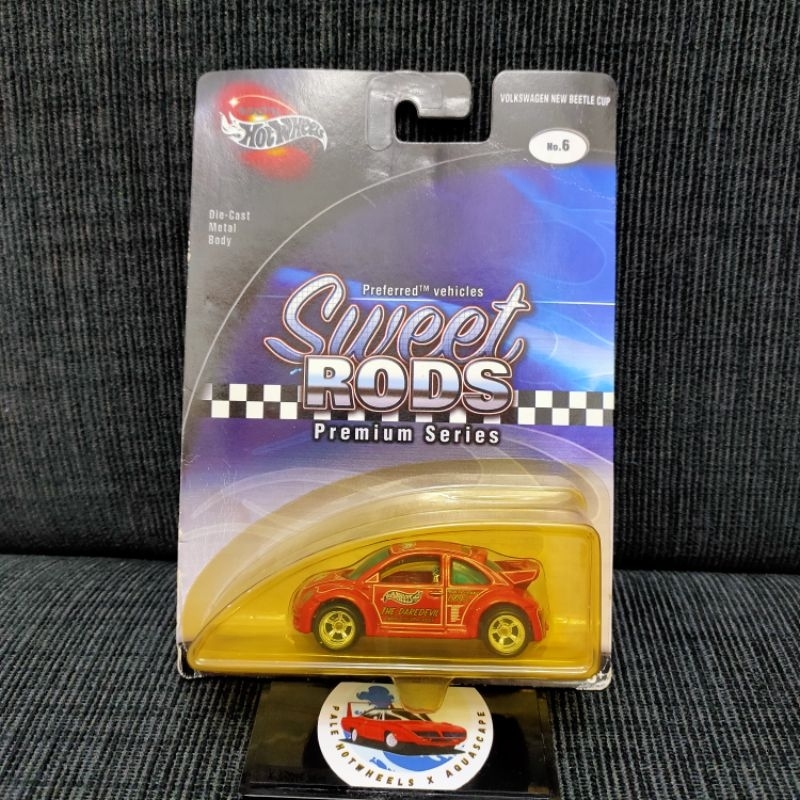 HOT WHEELS
VOLKSWAGEN NEW BEETLE CUP
No.6
Die-Cast
Metal
Body
Preferred™ vehicles
Sweet
RODS
Premium Series
THE DAREDEVIL
PALE HOTWHEELS X AQUASCAPE